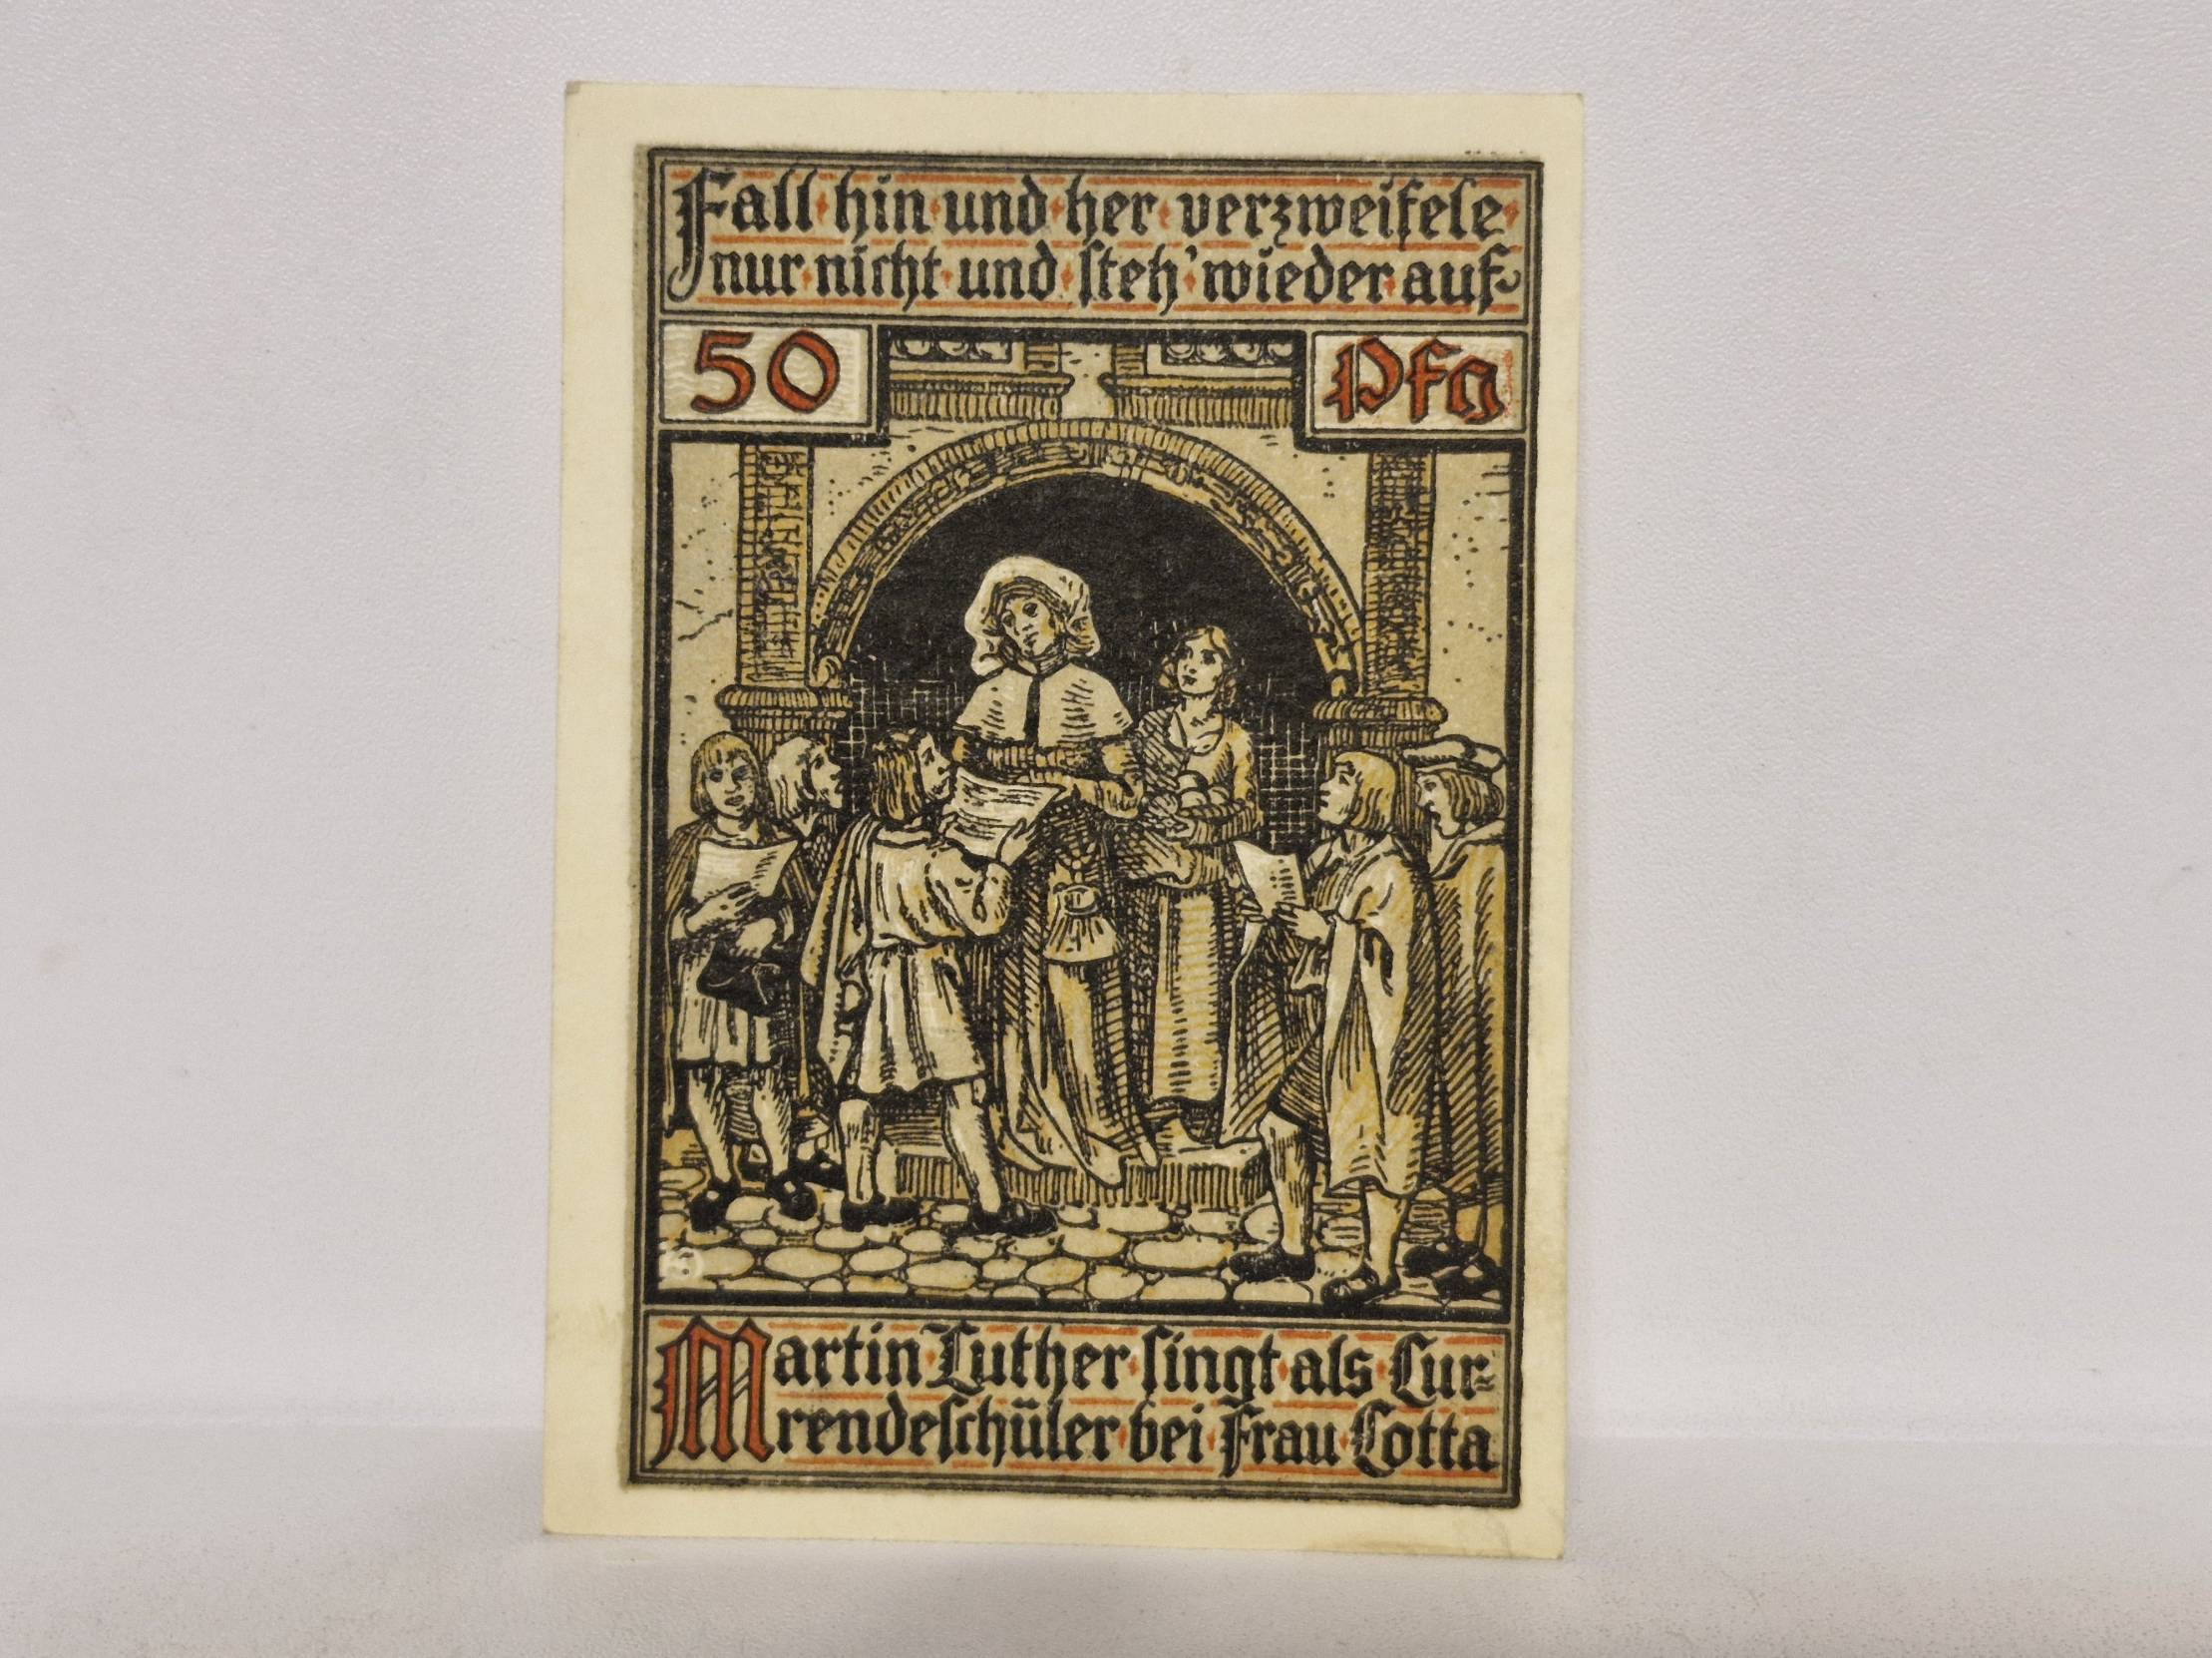 Fall hin und her verzweifele
nur nicht und steh' wieder auf
50 Pfg
Martin Luther singt als Cur-
rendeschüler bei Frau Cotta